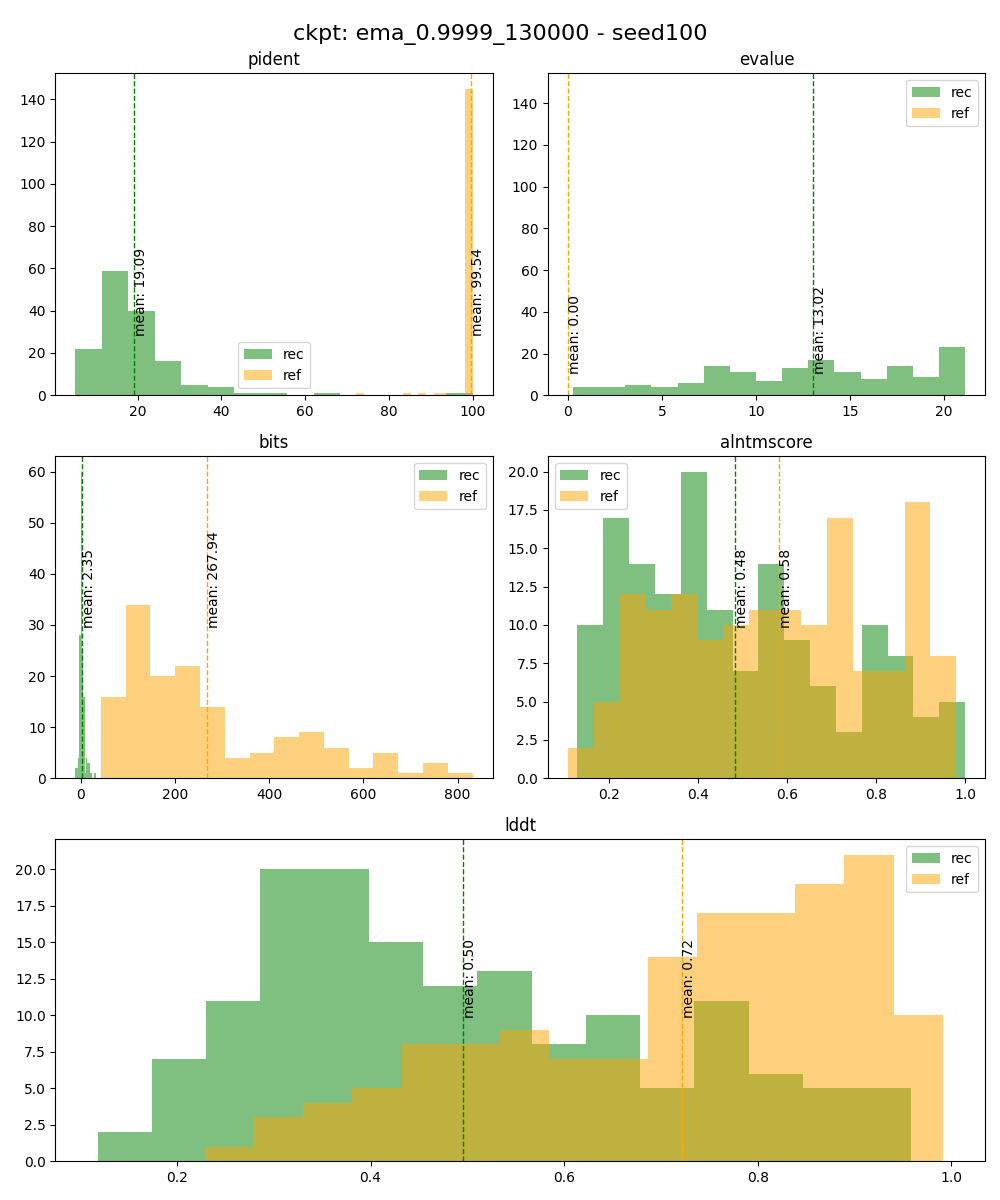 ckpt: ema_0.9999_130000 - seed100
pident
140
120
100
80
60
40
20
0
mean: 19.09
mean: 99.54
rec
ref
20
40
60
80
100
evalue
140
120
100
80
60
40
20
0
mean: 0.00
mean: 13.02
rec
ref
0
5
10
15
20
bits
60
50
40
30
20
10
0
mean: 2.35
mean: 267.94
rec
ref
0
200
400
600
800
alntmscore
20.0
17.5
15.0
12.5
10.0
7.5
5.0
2.5
0.0
rec
ref
mean: 0.48
mean: 0.58
0.2
0.4
0.6
0.8
1.0
lddt
20.0
17.5
15.0
12.5
10.0
7.5
5.0
2.5
0.0
mean: 0.50
mean: 0.72
rec
ref
0.2
0.4
0.6
0.8
1.0